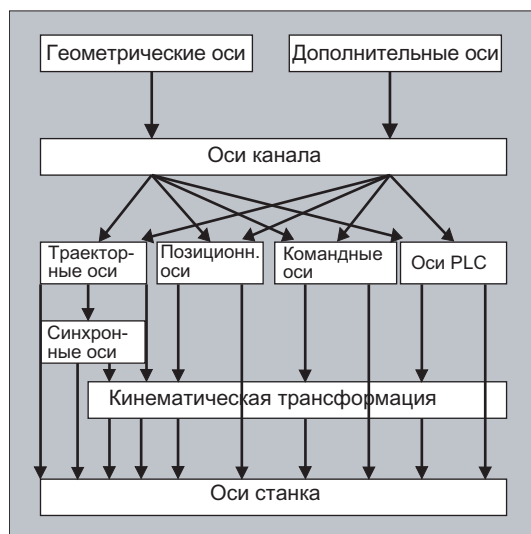 Геометрические оси
Дополнительные оси
Оси канала
Траектор-
ные оси
Позиционн.
оси
Командные
оси
Оси PLC
Синхрон-
ные оси
Кинематическая трансформация
Оси станка